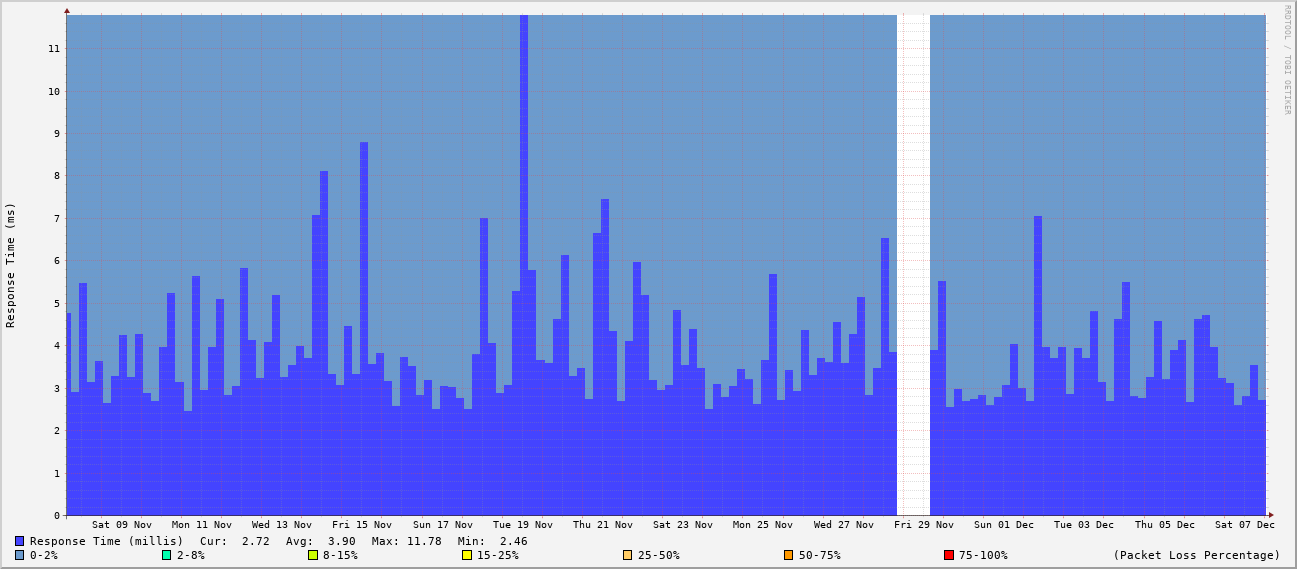 RRDTOOL / TOBI OETIKER
Response Time (ms)
11
10
9
8
7
6
5
4
3
2
1
0
Sat 09 Nov Mon 11 Nov Wed 13 Nov Fri 15 Nov Sun 17 Nov Tue 19 Nov Thu 21 Nov Sat 23 Nov Mon 25 Nov Wed 27 Nov Fri 29 Nov Sun 01 Dec Tue 03 Dec Thu 05 Dec Sat 07 Dec
Response Time (millis) Cur: 2.72 Avg: 3.90 Max: 11.78 Min: 2.46
0-2% 2-8% 8-15% 15-25% 25-50% 50-75% 75-100% (Packet Loss Percentage)